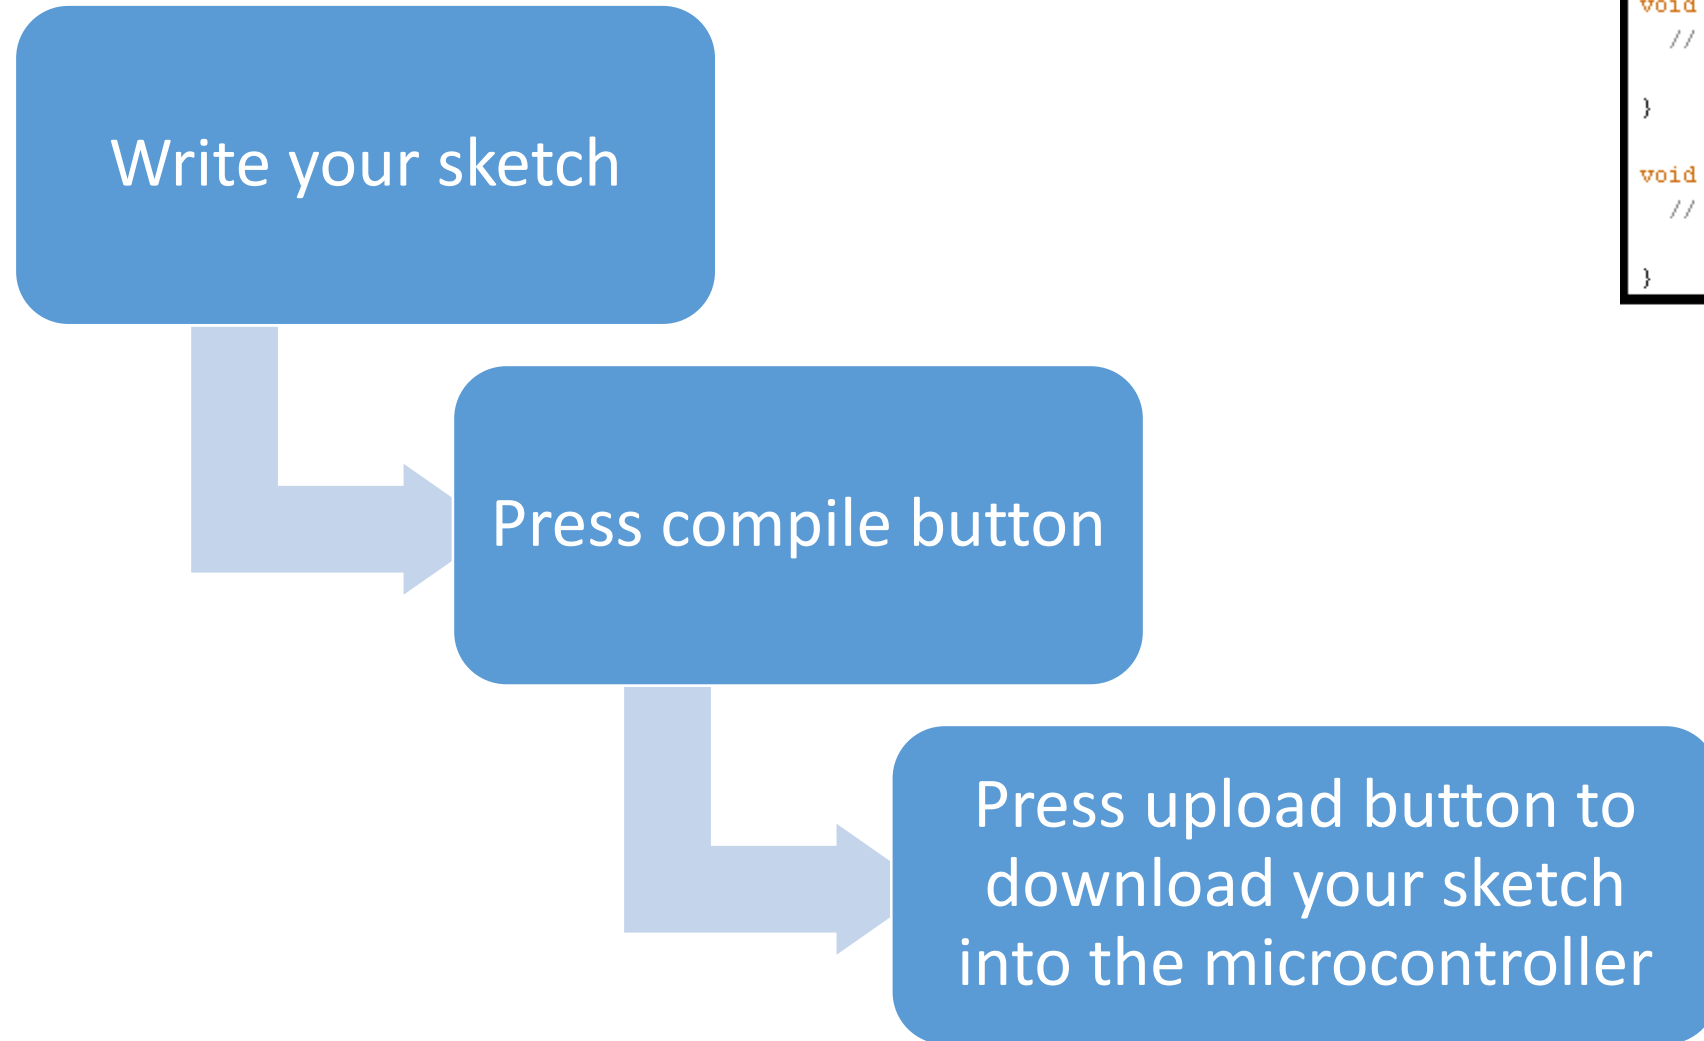 Write your sketch
void
//
}
void
//
}
Press compile button
Press upload button to
download your sketch
into the microcontroller